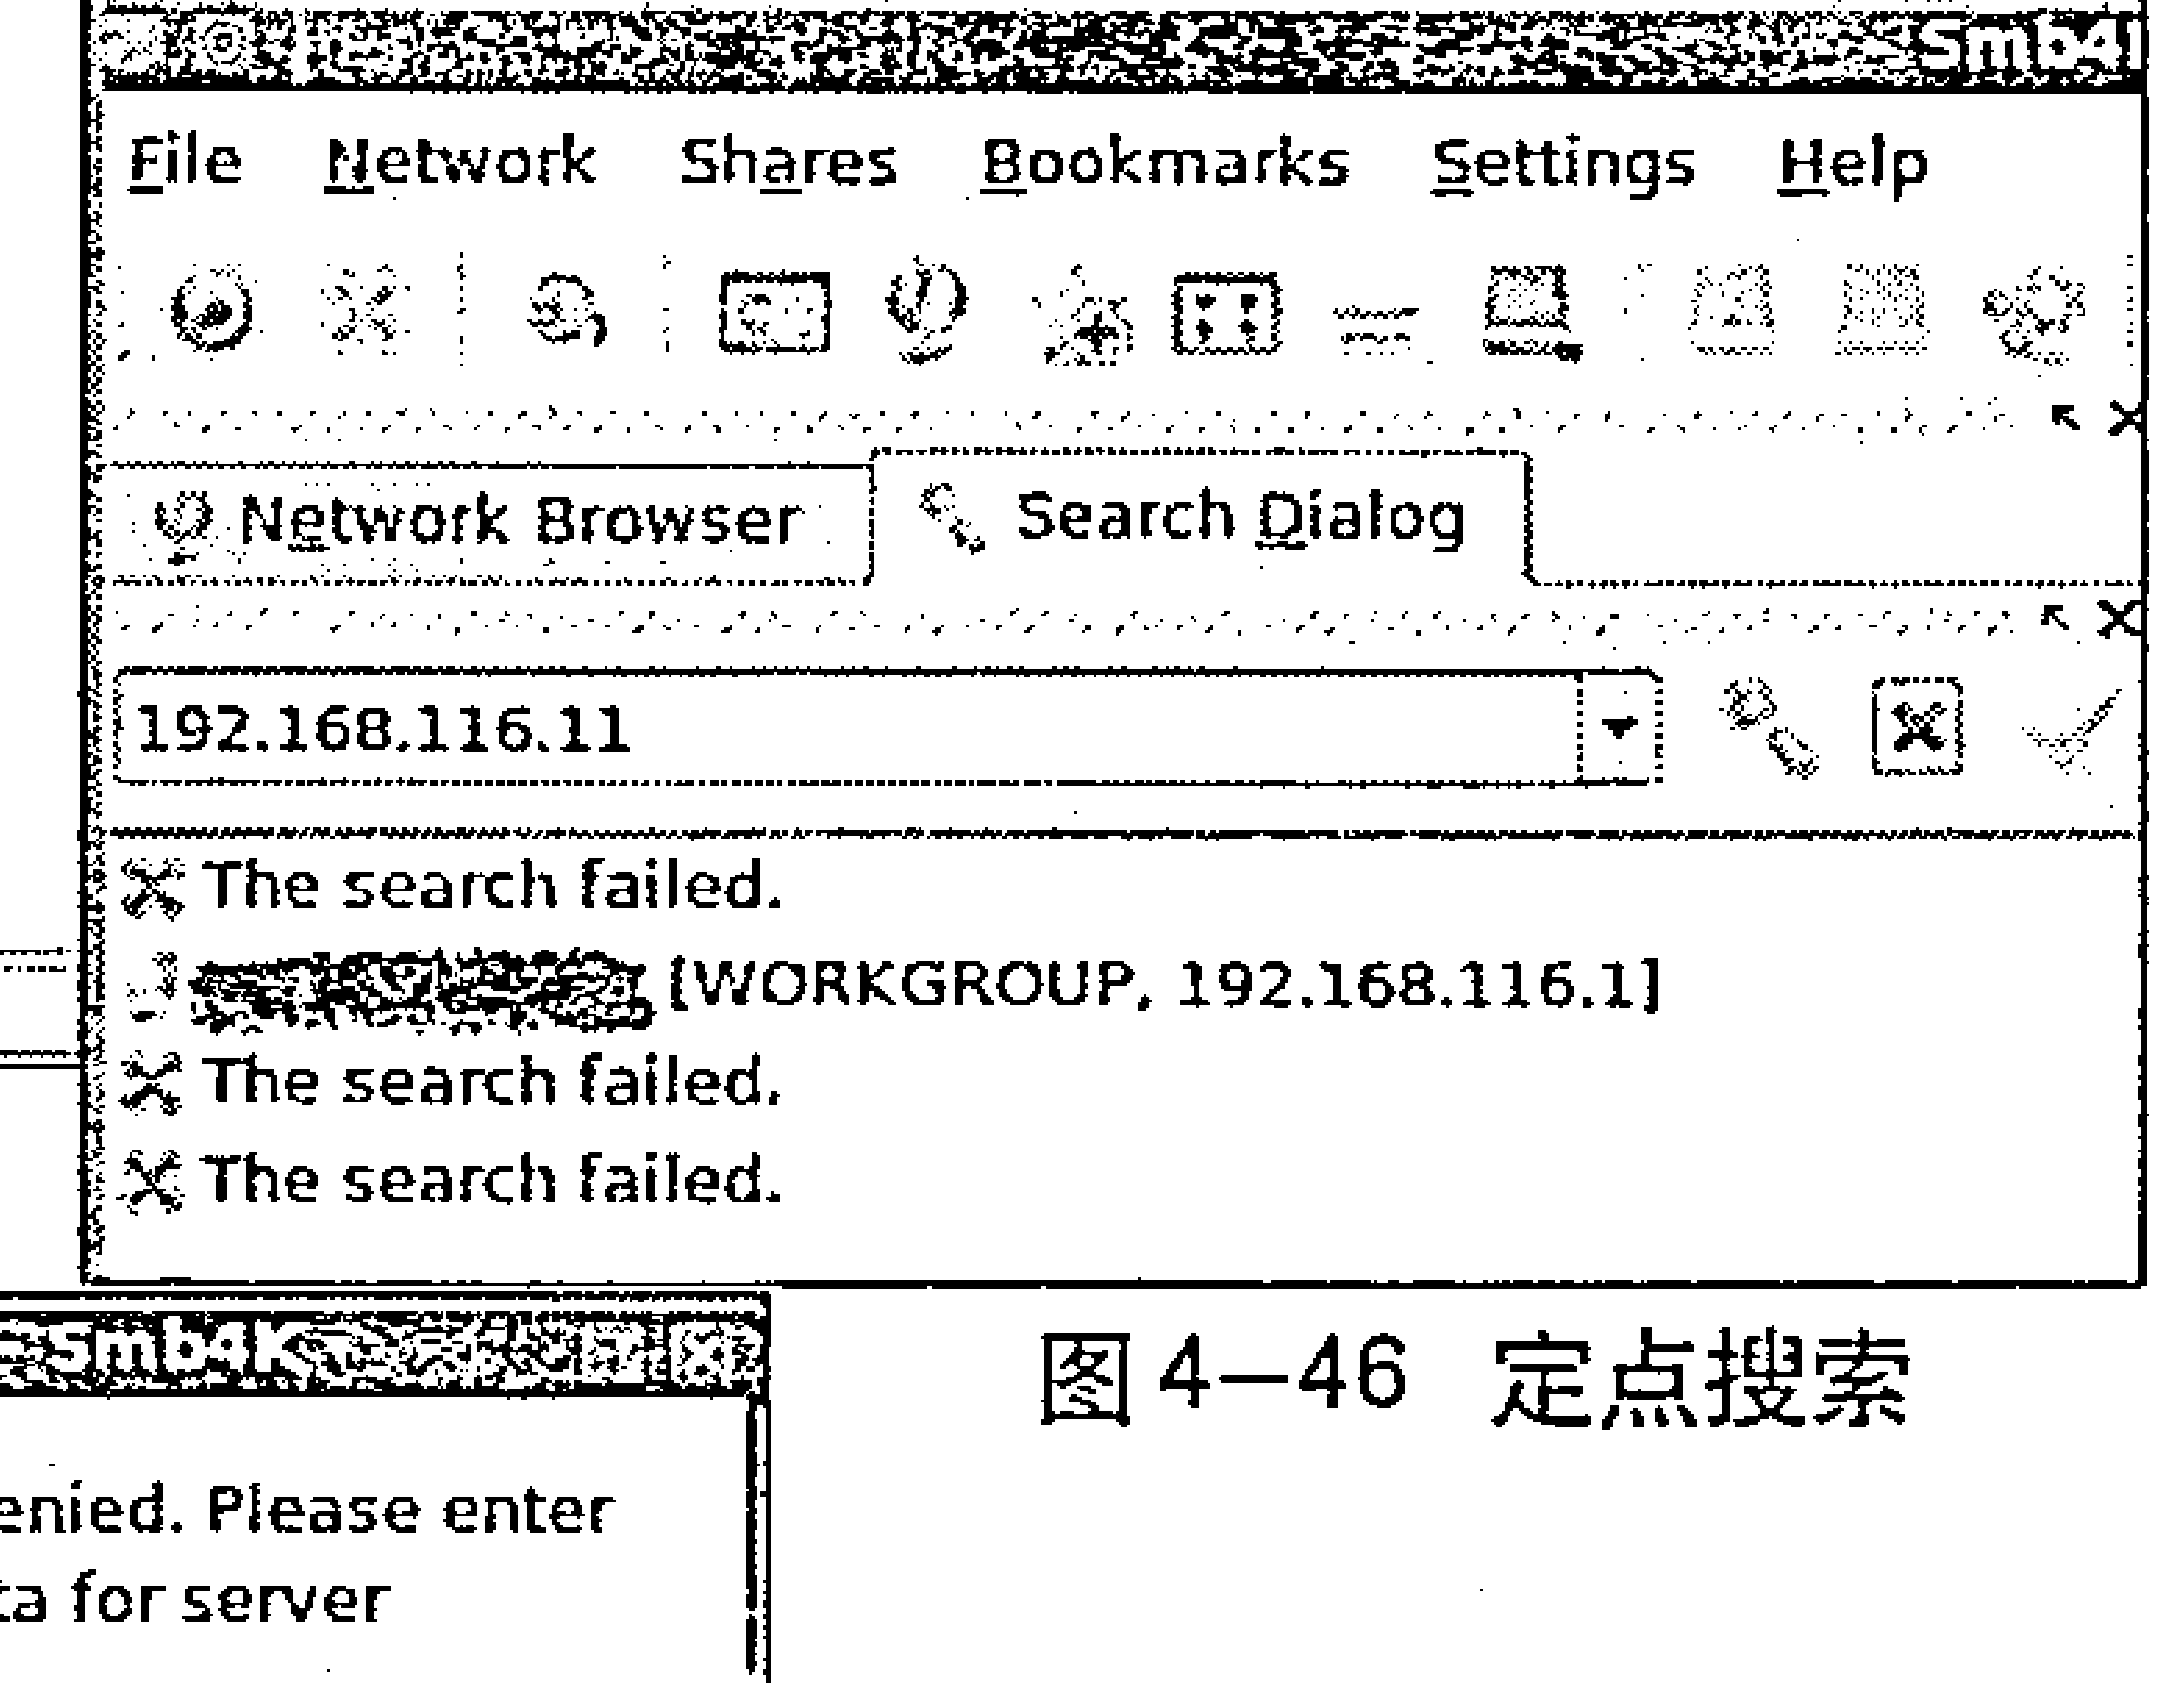 Smb4
File Network Shares Bookmarks Settings Help
Network Browser Search Dialog
192.168.116.11
The search failed.
[WORKGROUP, 192.168.116.1]
The search failed.
The search failed.
图 4-46 定点搜索
Smb4K
enied. Please enter
ta for server